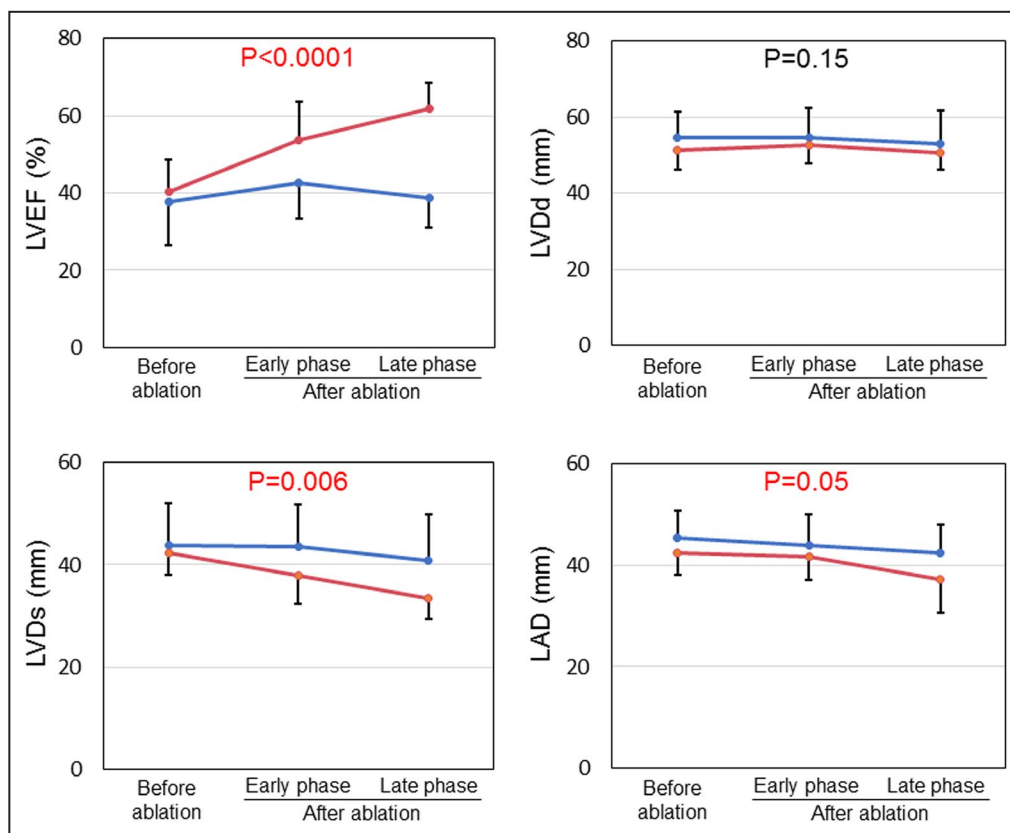 80
P<0.0001
60
40
20
0
LVEF (%)
Before ablation
Early phase
Late phase
After ablation
80
P=0.15
60
40
20
0
LVDd (mm)
Before ablation
Early phase
Late phase
After ablation
60
P=0.006
40
20
0
LVDs (mm)
Before ablation
Early phase
Late phase
After ablation
60
P=0.05
40
20
0
LAD (mm)
Before ablation
Early phase
Late phase
After ablation